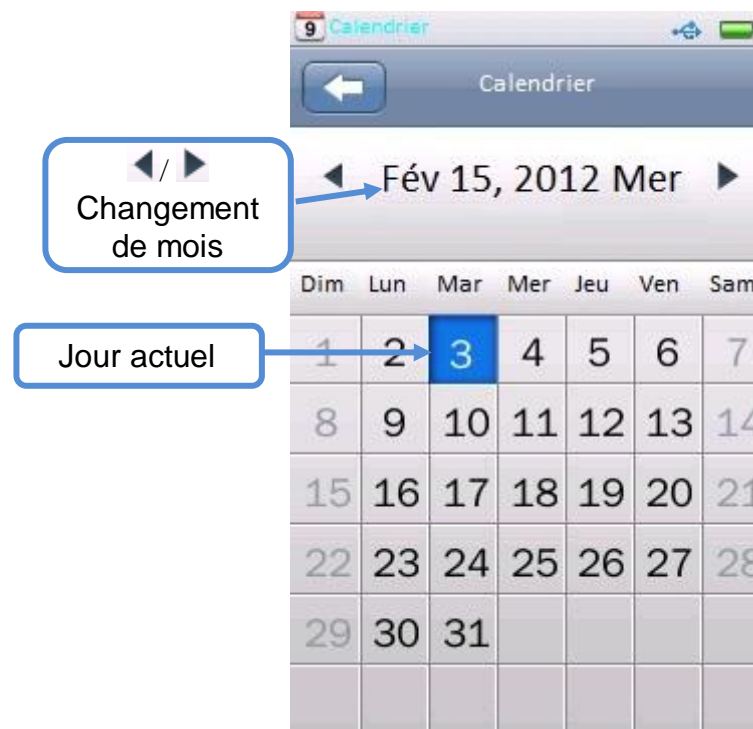 9 Calendrier
Calendrier
◀ / ▶
Changement
de mois
◀ Fév 15, 2012 Mer ▶
Dim Lun Mar Mer Jeu Ven Sam
Jour actuel
1 2 3 4 5 6 7
8 9 10 11 12 13 14
15 16 17 18 19 20 21
22 23 24 25 26 27 28
29 30 31